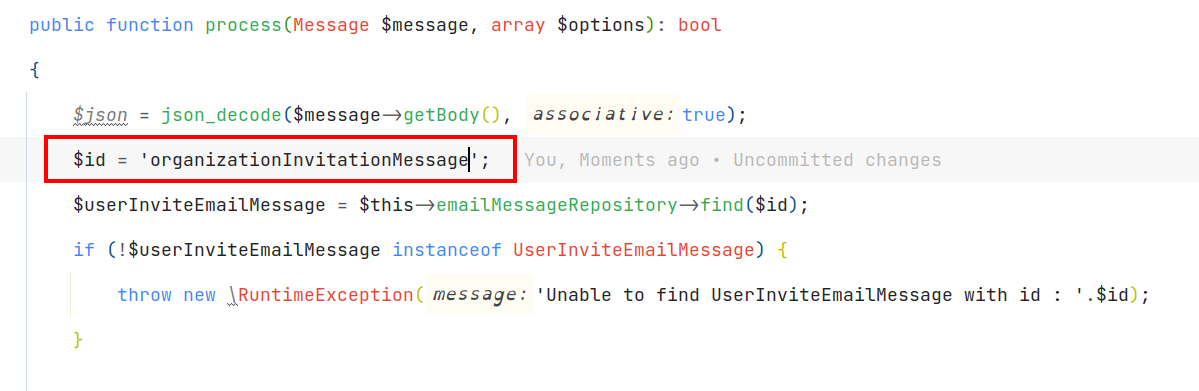 public function process(Message $message, array $options): bool
{
$json = json_decode($message->getBody(), associative: true);
$id = 'organizationInvitationMessage'; You, Moments ago • Uncommitted changes
$userInviteEmailMessage = $this->emailMessageRepository->find($id);
if (!$userInviteEmailMessage instanceof UserInviteEmailMessage) {
throw new \RuntimeException( message: 'Unable to find UserInviteEmailMessage with id : '.$id);
}